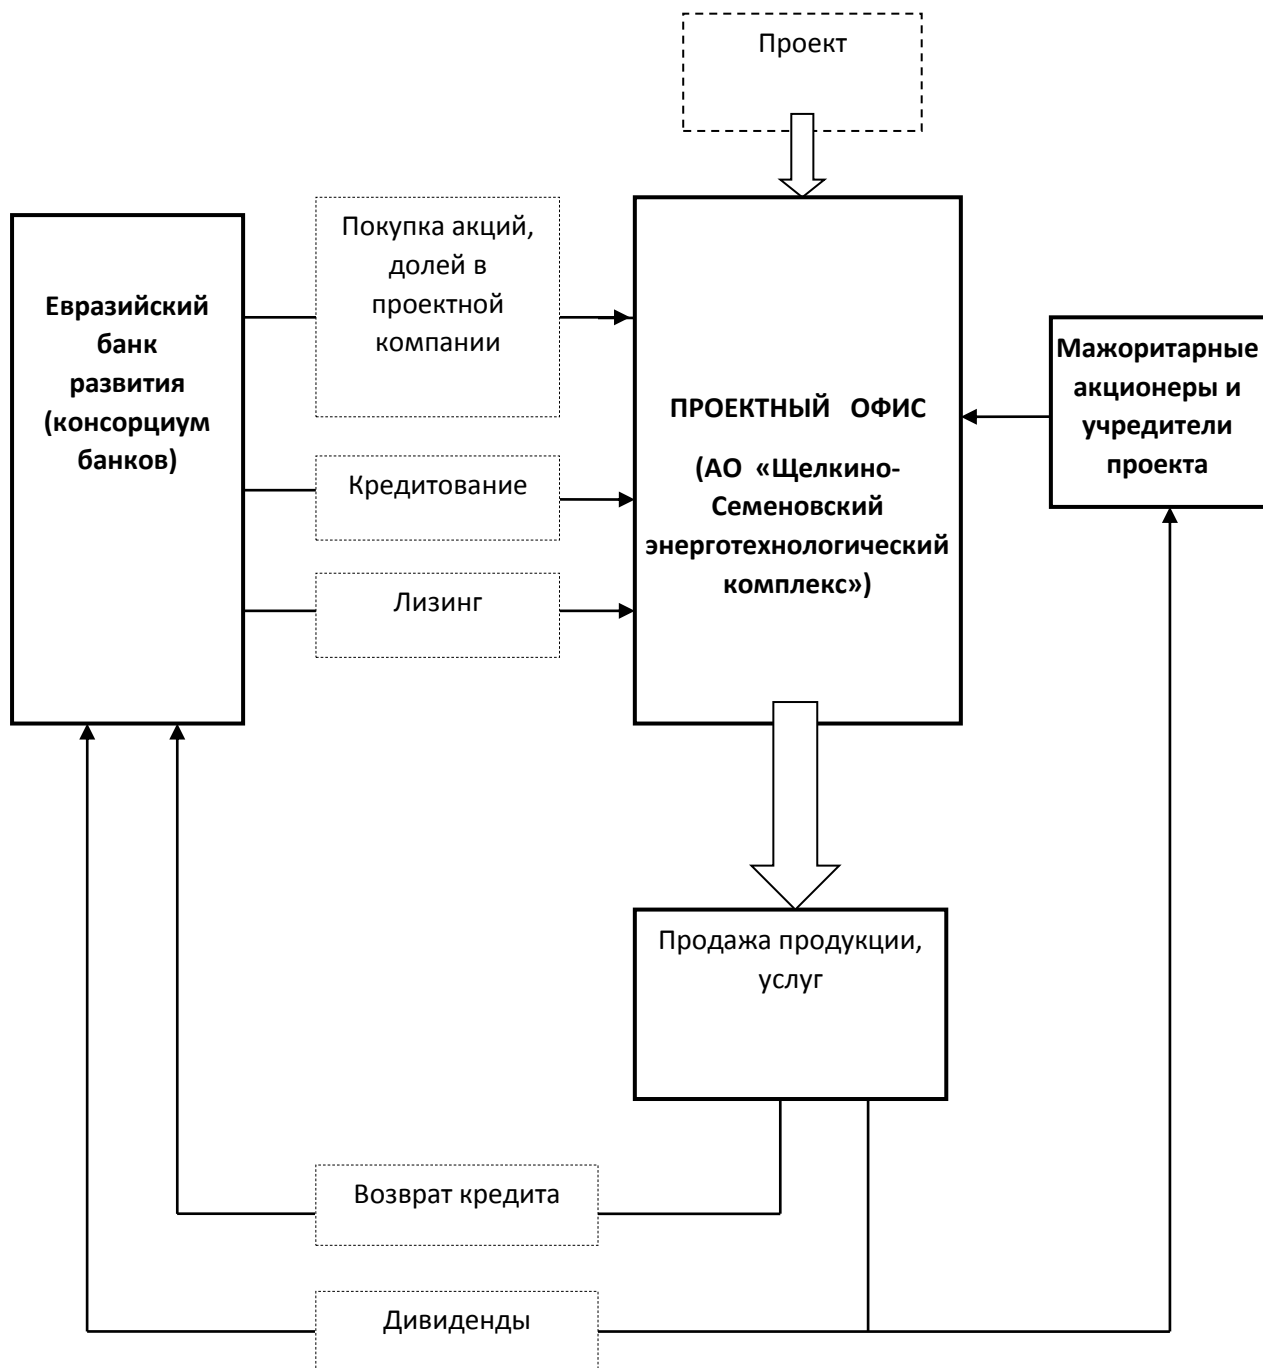 Проект
Покупка акций,
долей в
проектной
компании
Евразийский
банк
развития
(консорциум
банков)
Кредитование
Лизинг
ПРОЕКТНЫЙ ОФИС
(АО «Щелкино-
Семеновский
энерготехнологический
комплекс»)
Мажоритарные
акционеры и
учредители
проекта
Продажа продукции,
услуг
Возврат кредита
Дивиденды